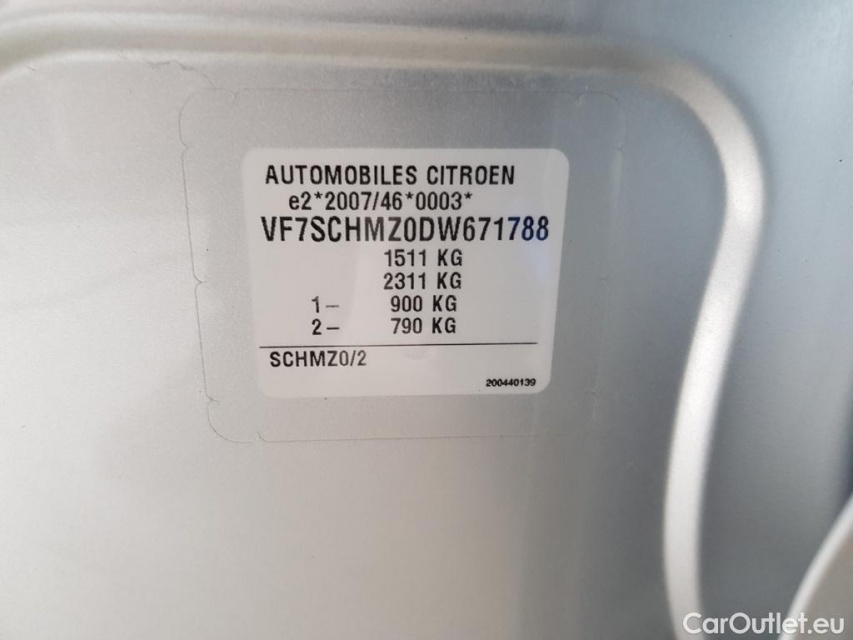 AUTOMOBILES CITROEN
e2*2007/46*0003*
VF7SCHMZ0DW671788
1511 KG
2311 KG
1– 900 KG
2– 790 KG
SCHMZ0/2
200440139
CarOutlet.eu